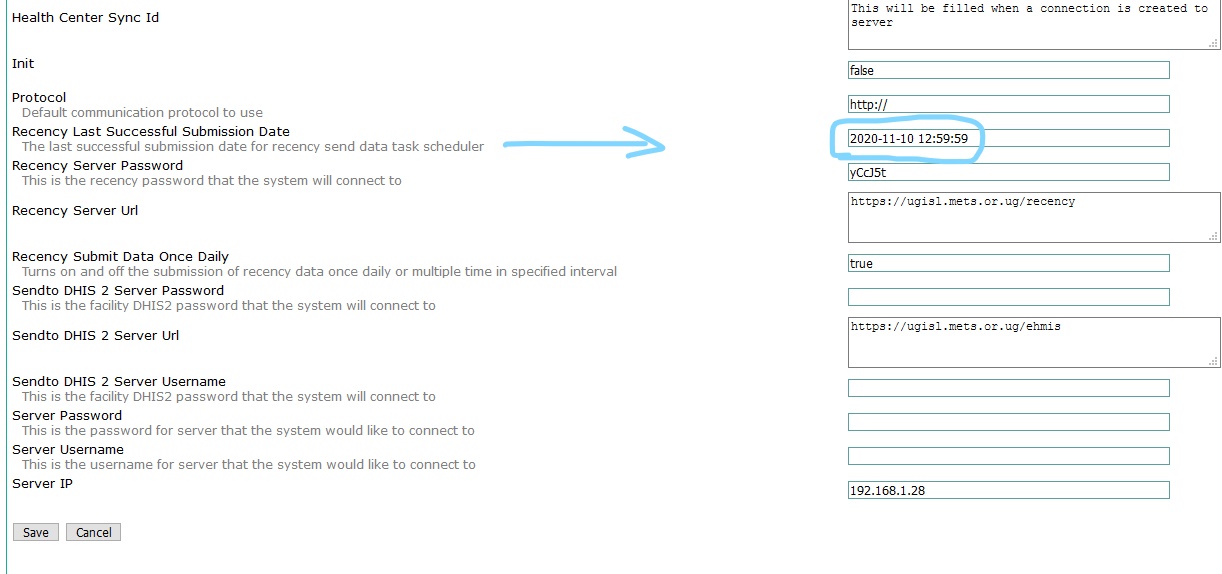 Health Center Sync Id
This will be filled when a connection is created to
server
Init
false
Protocol
Default communication protocol to use
http://
Recency Last Successful Submission Date
The last successful submission date for recency send data task scheduler
2020-11-10 12:59:59
Recency Server Password
This is the recency password that the system will connect to
yCcJ5t
Recency Server Url
https://ugisl.mets.or.ug/recency
Recency Submit Data Once Daily
Turns on and off the submission of recency data once daily or multiple time in specified interval
true
Sendto DHIS 2 Server Password
This is the facility DHIS2 password that the system will connect to
Sendto DHIS 2 Server Url
https://ugisl.mets.or.ug/ehmis
Sendto DHIS 2 Server Username
This is the facility DHIS2 password that the system will connect to
Server Password
This is the password for server that the system would like to connect to
Server Username
This is the username for server that the system would like to connect to
Server IP
192.168.1.28
Save Cancel